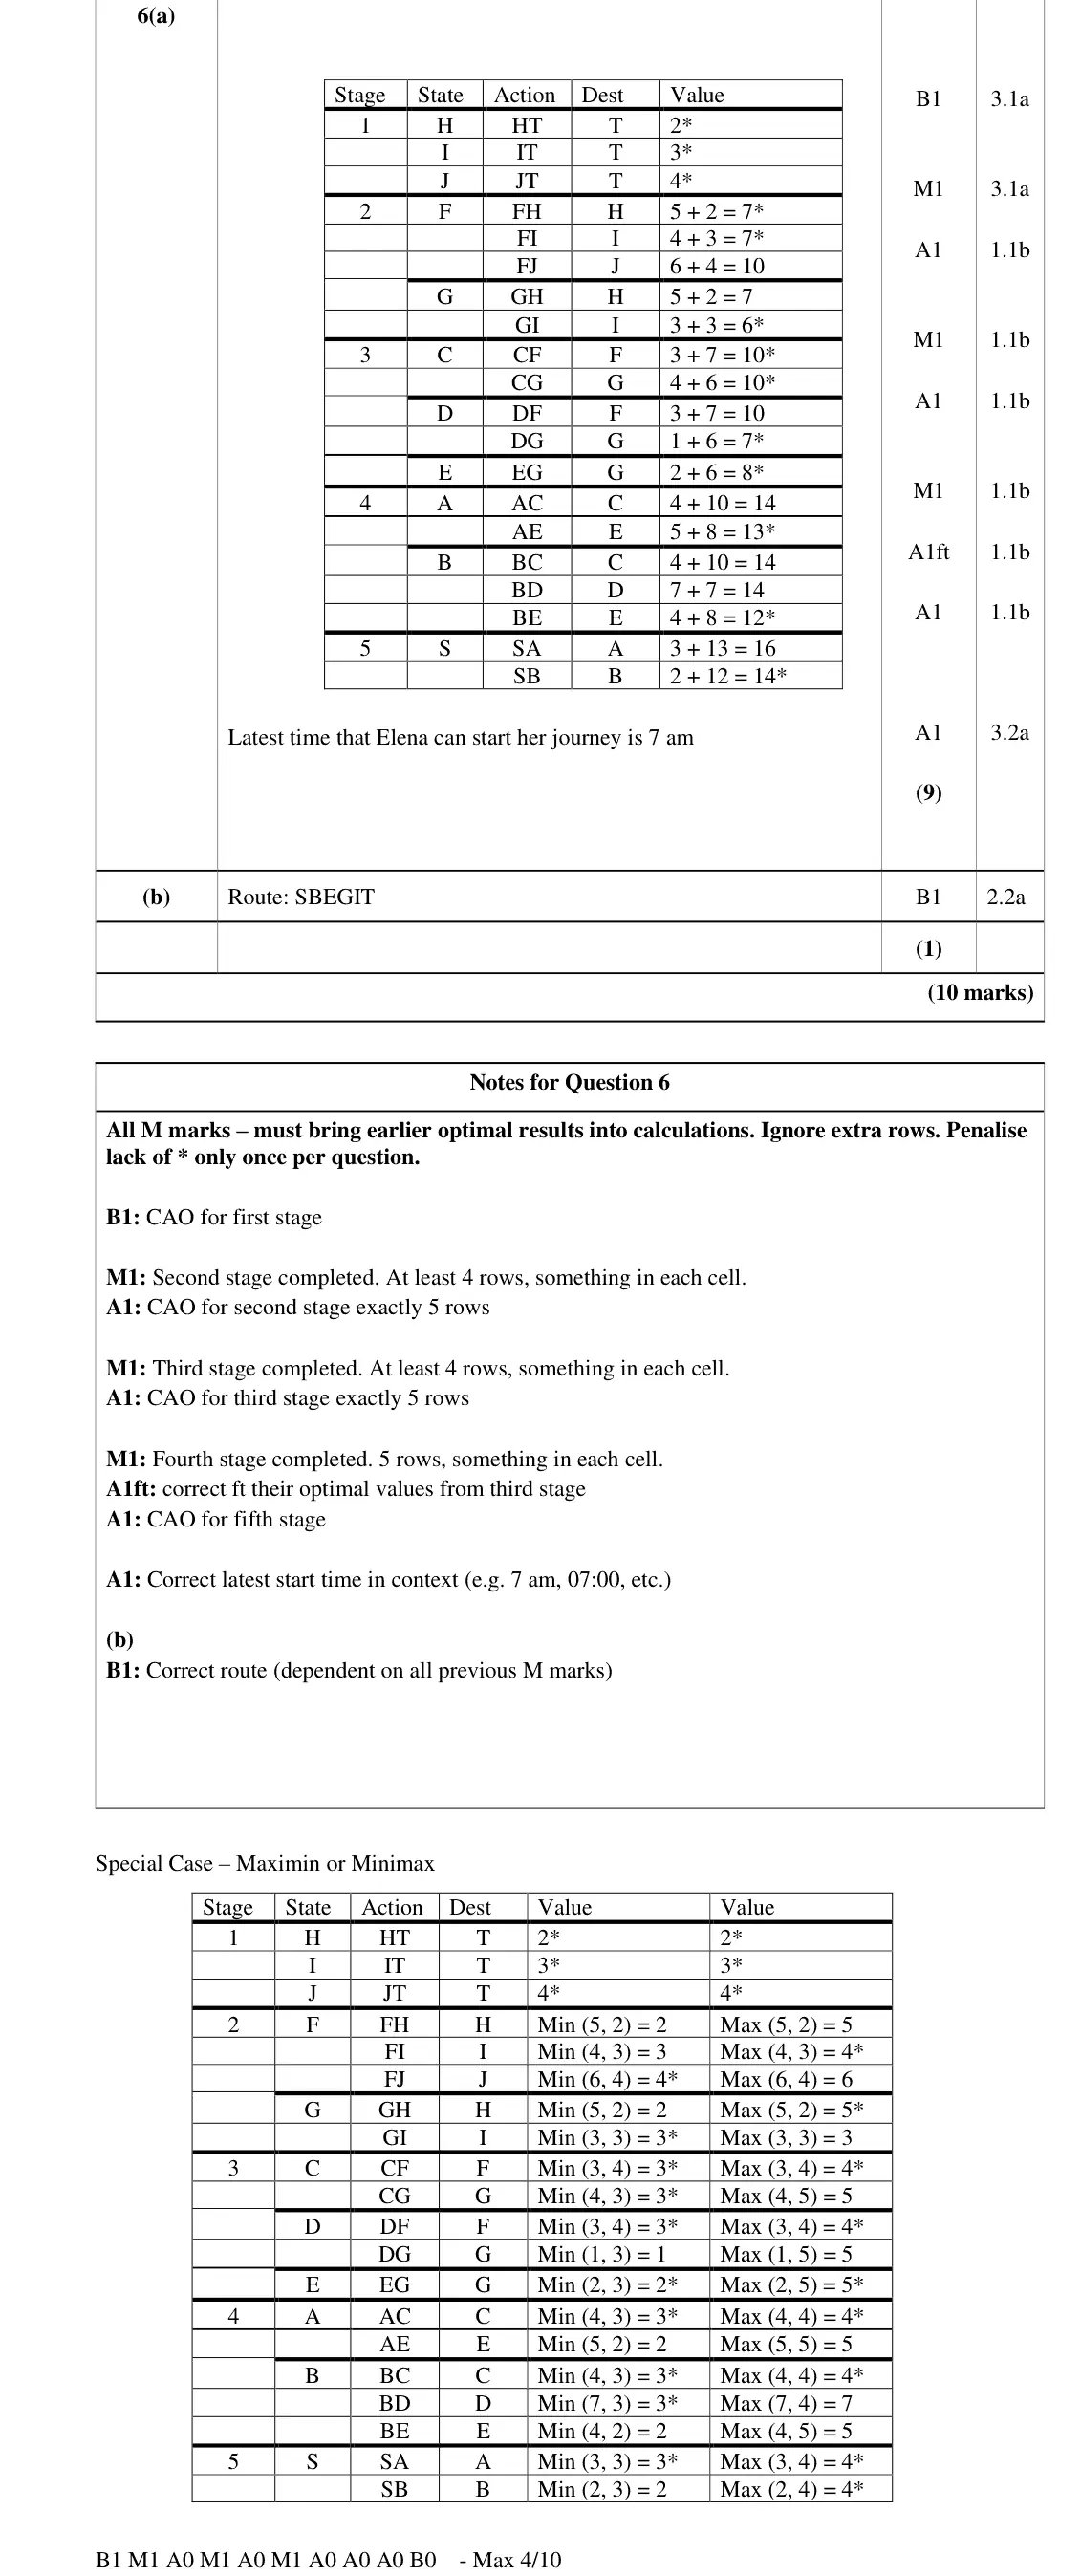 6(a)
Stage State Action Dest Value
B1 3.1a
1 H HT T 2*
I IT T 3*
J JT T 4*
M1 3.1a
2 F FH H 5 + 2 = 7*
FI I 4 + 3 = 7*
A1 1.1b
FJ J 6 + 4 = 10
G GH H 5 + 2 = 7
GI I 3 + 3 = 6*
M1 1.1b
3 C CF F 3 + 7 = 10*
CG G 4 + 6 = 10*
A1 1.1b
D DF F 3 + 7 = 10
DG G 1 + 6 = 7*
E EG G 2 + 6 = 8*
M1 1.1b
4 A AC C 4 + 10 = 14
AE E 5 + 8 = 13*
A1ft 1.1b
B BC C 4 + 10 = 14
BD D 7 + 7 = 14
A1 1.1b
BE E 4 + 8 = 12*
5 S SA A 3 + 13 = 16
SB B 2 + 12 = 14*
Latest time that Elena can start her journey is 7 am A1 3.2a
(9)
(b) Route: SBEGIT B1 2.2a
(1)
(10 marks)
Notes for Question 6
All M marks – must bring earlier optimal results into calculations. Ignore extra rows. Penalise
lack of * only once per question.
B1: CAO for first stage
M1: Second stage completed. At least 4 rows, something in each cell.
A1: CAO for second stage exactly 5 rows
M1: Third stage completed. At least 4 rows, something in each cell.
A1: CAO for third stage exactly 5 rows
M1: Fourth stage completed. 5 rows, something in each cell.
A1ft: correct ft their optimal values from third stage
A1: CAO for fifth stage
A1: Correct latest start time in context (e.g. 7 am, 07:00, etc.)
(b)
B1: Correct route (dependent on all previous M marks)
Special Case – Maximin or Minimax
Stage State Action Dest Value Value
1 H HT T 2* 2*
I IT T 3* 3*
J JT T 4* 4*
2 F FH H Min (5, 2) = 2 Max (5, 2) = 5
FI I Min (4, 3) = 3 Max (4, 3) = 4*
FJ J Min (6, 4) = 4* Max (6, 4) = 6
G GH H Min (5, 2) = 2 Max (5, 2) = 5*
GI I Min (3, 3) = 3* Max (3, 3) = 3
3 C CF F Min (3, 4) = 3* Max (3, 4) = 4*
CG G Min (4, 3) = 3* Max (4, 5) = 5
D DF F Min (3, 4) = 3* Max (3, 4) = 4*
DG G Min (1, 3) = 1 Max (1, 5) = 5
E EG G Min (2, 3) = 2* Max (2, 5) = 5*
4 A AC C Min (4, 3) = 3* Max (4, 4) = 4*
AE E Min (5, 2) = 2 Max (5, 5) = 5
B BC C Min (4, 3) = 3* Max (4, 4) = 4*
BD D Min (7, 3) = 3* Max (7, 4) = 7
BE E Min (4, 2) = 2 Max (4, 5) = 5
5 S SA A Min (3, 3) = 3* Max (3, 4) = 4*
SB B Min (2, 3) = 2 Max (2, 4) = 4*
B1 M1 A0 M1 A0 M1 A0 A0 A0 B0 - Max 4/10